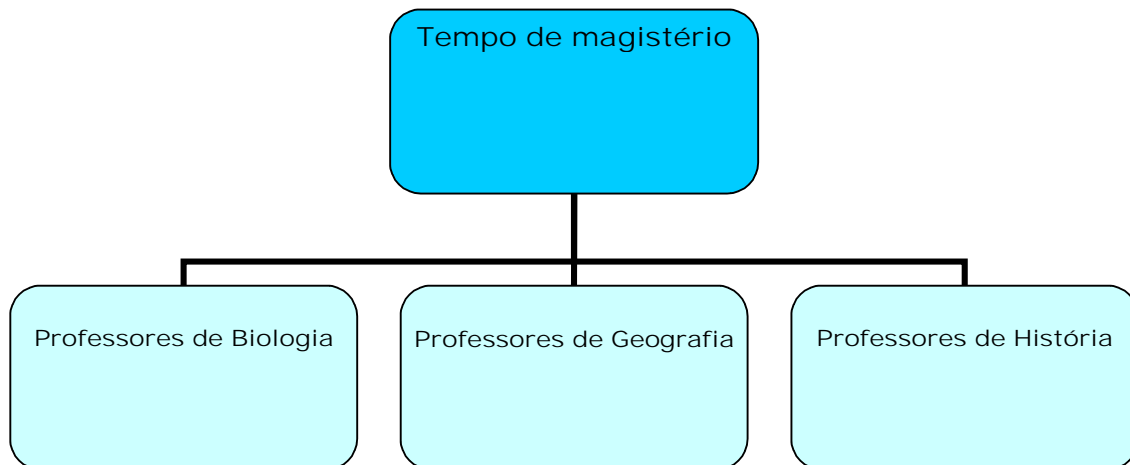 Tempo de magistério
Professores de Biologia
Professores de Geografia
Professores de História